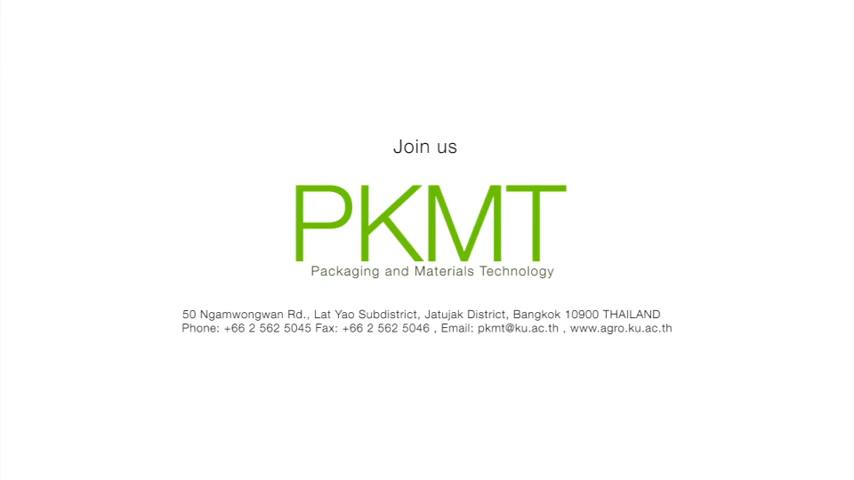 Join us
PKMT
Packaging and Materials Technology
50 Ngamwongwan Rd., Lat Yao Subdistrict, Jatujak District, Bangkok 10900 THAILAND
Phone: +66 2 562 5045 Fax: +66 2 562 5046 , Email: pkmt@ku.ac.th , www.agro.ku.ac.th